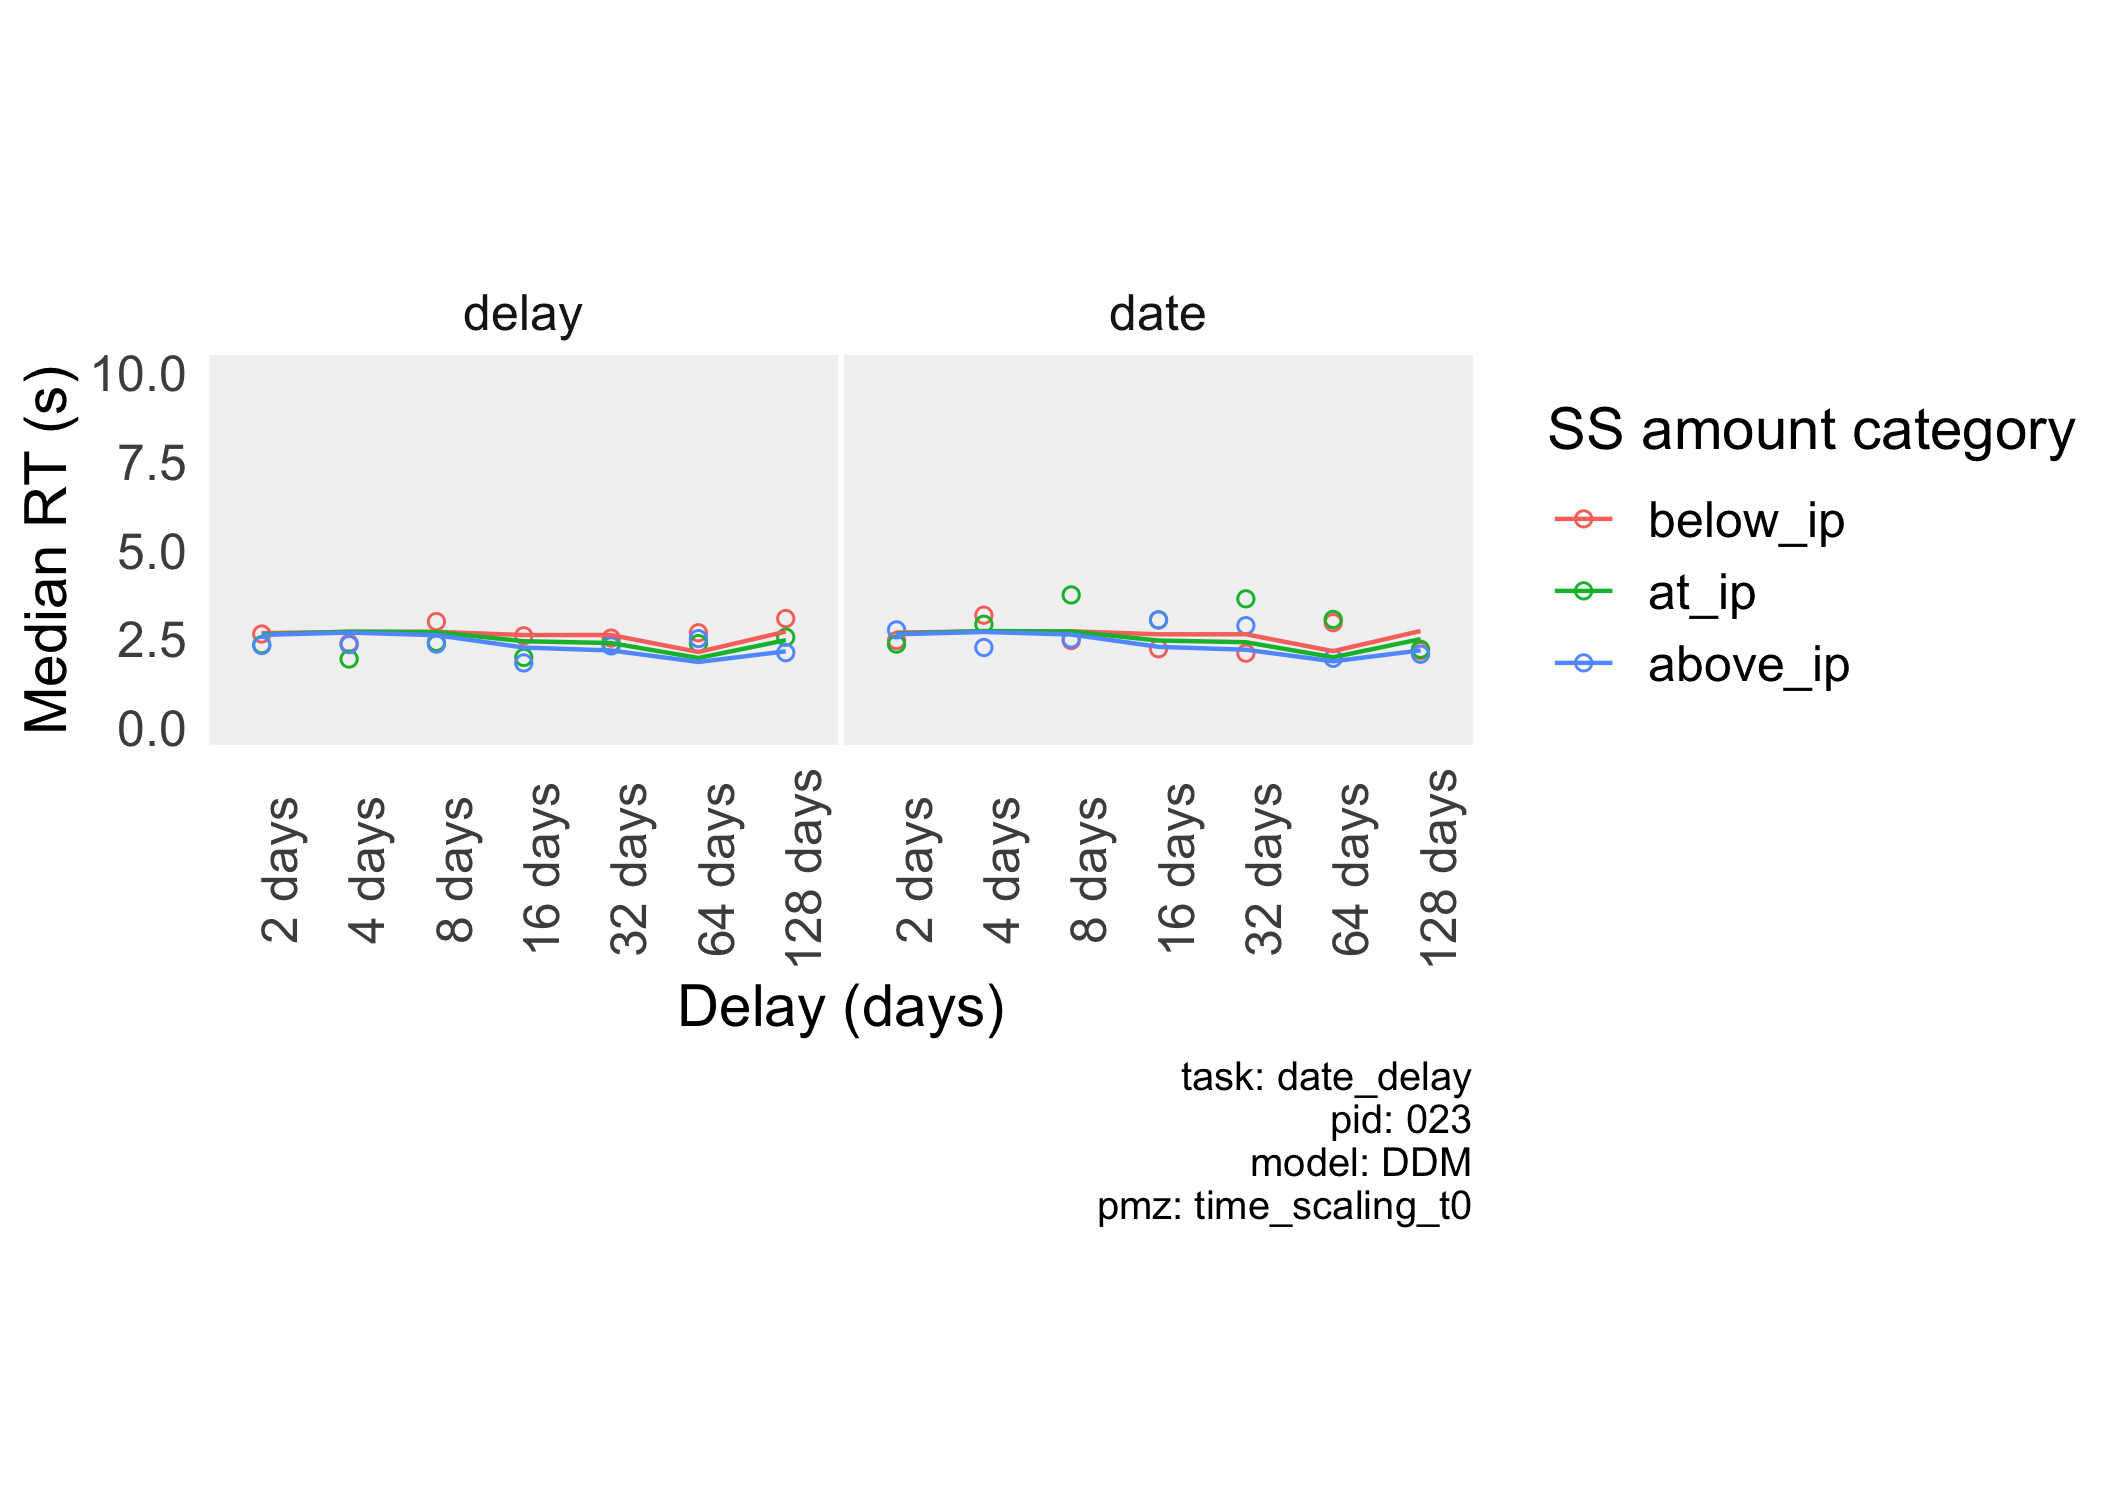 delay
date
Median RT (s)
10.0
7.5
5.0
2.5
0.0
2 days
4 days
8 days
16 days
32 days
64 days
128 days
2 days
4 days
8 days
16 days
32 days
64 days
128 days
Delay (days)
SS amount category
below_ip
at_ip
above_ip
task: date_delay
pid: 023
model: DDM
pmz: time_scaling_t0